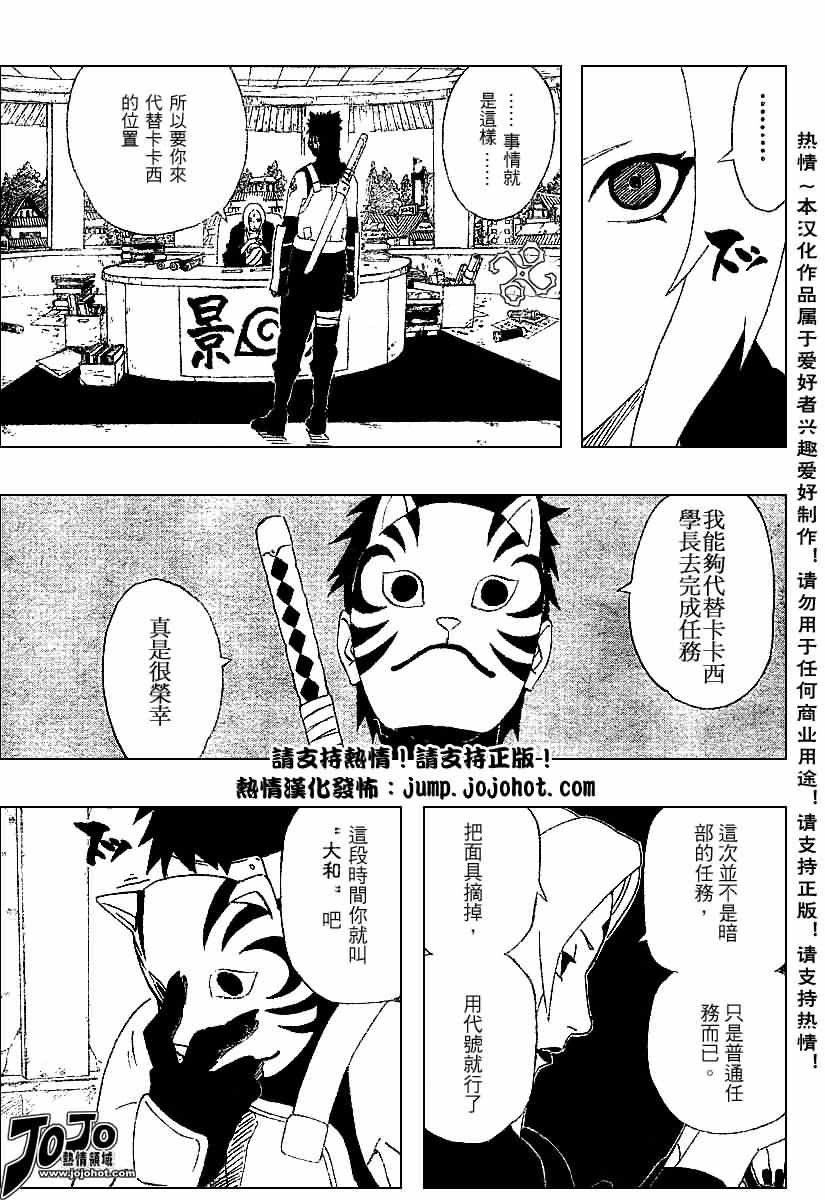 ………
ドッ
……事情就
是這樣……
所以要你來
代替卡卡西
的位置
景
我能夠代替卡卡西
學長去完成任務
真是很榮幸
請支持熱情！請支持正版！
熱情漢化發佈：jump.jojohot.com
這次並不是暗
部的任務，
只是普通任
務而已。
把面具摘掉，
用代號就行了
這段時間你就叫
“大和”吧
JOJO
熱情領域
www.jojohot.com
热情～本汉化作品属于爱好者兴趣爱好制作！请勿用于任何商业用途！请支持正版！请支持热情！